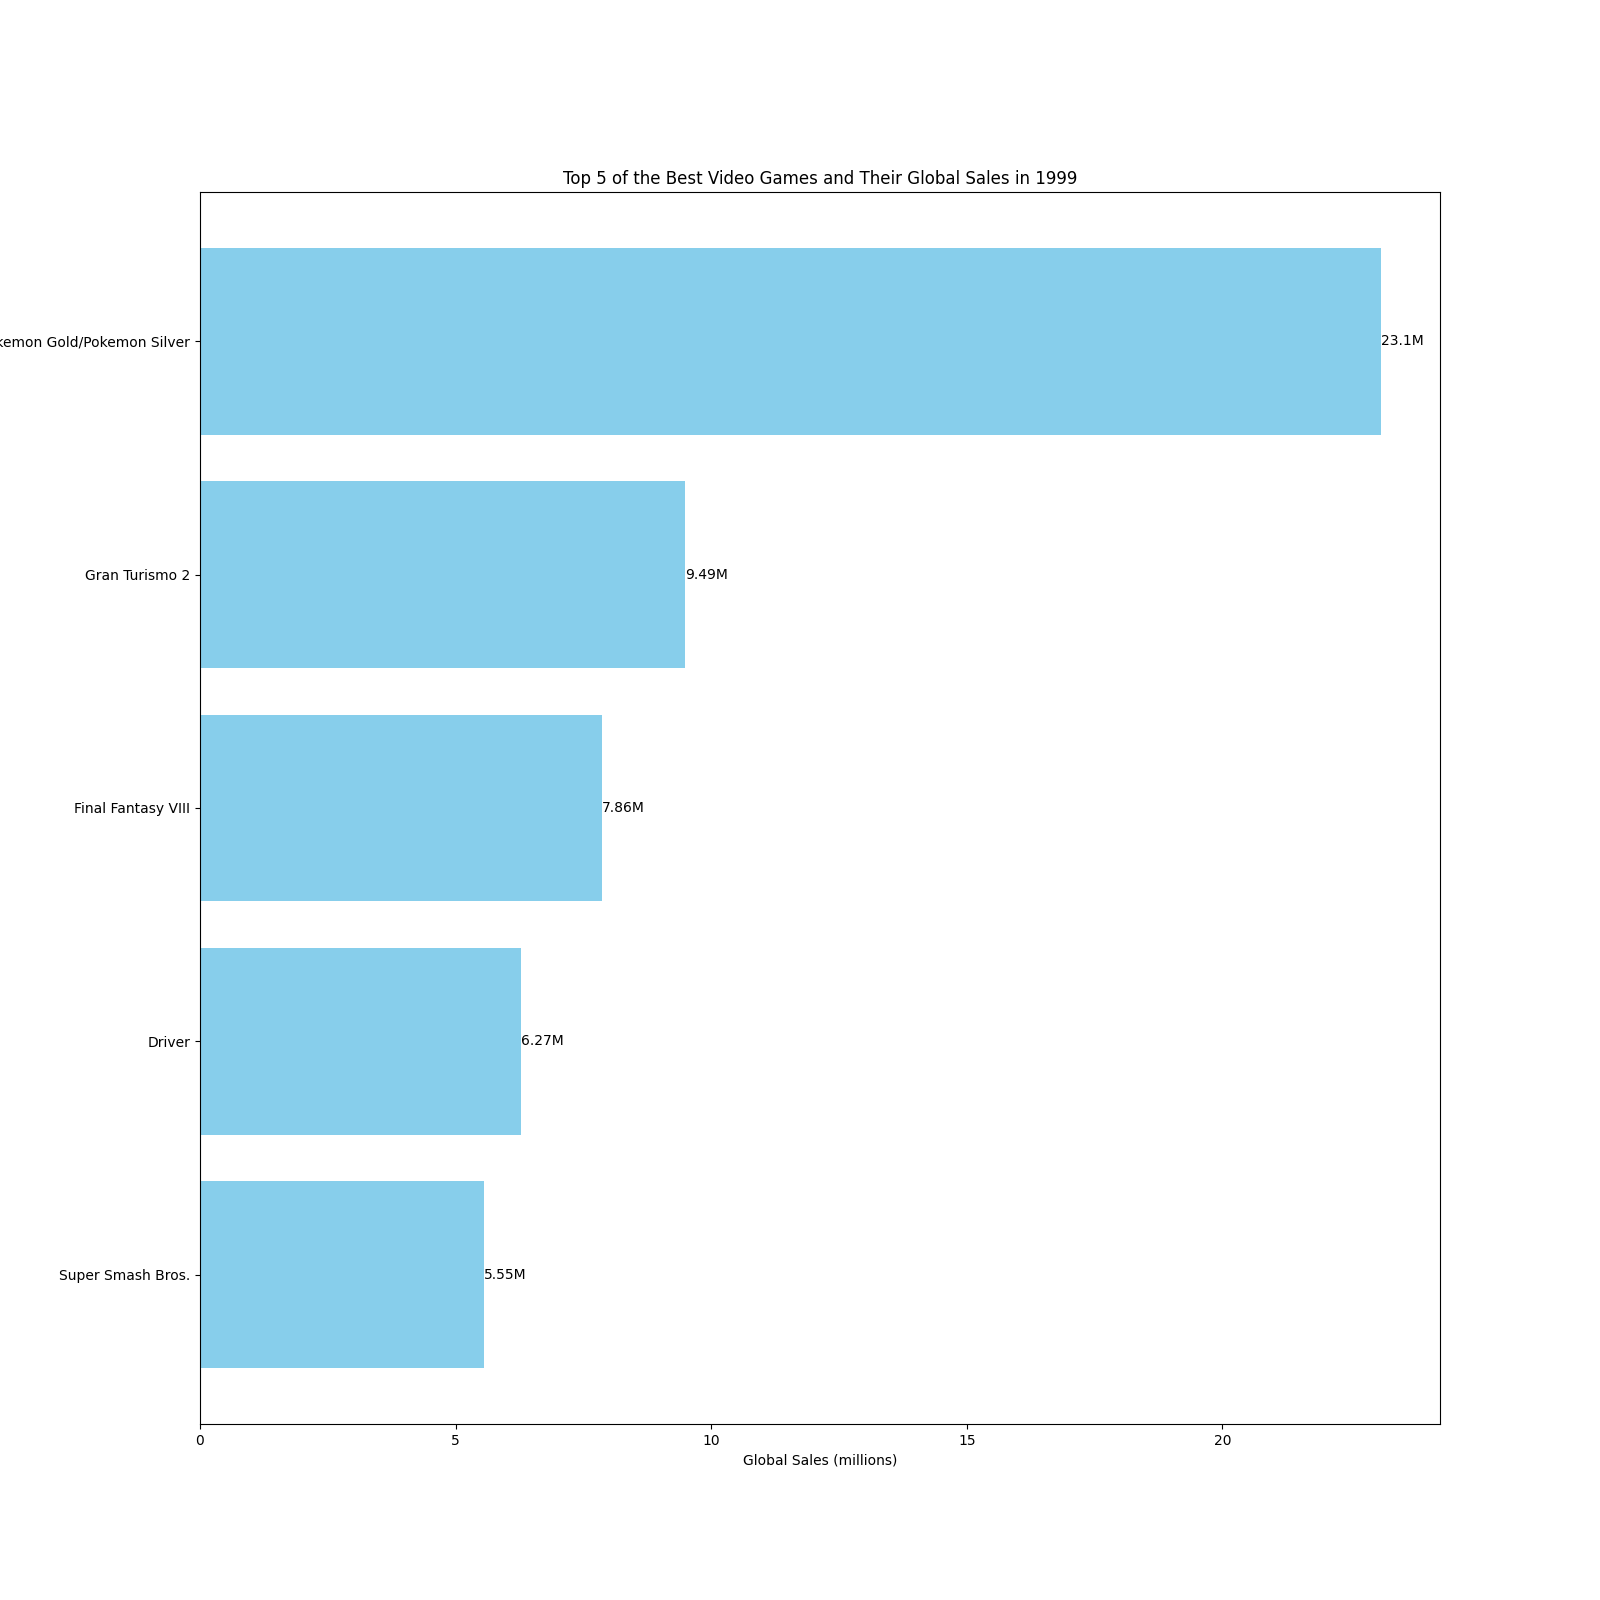 Top 5 of the Best Video Games and Their Global Sales in 1999
kemon Gold/Pokemon Silver
23.1M
Gran Turismo 2
9.49M
Final Fantasy VIII
7.86M
Driver
6.27M
Super Smash Bros.
5.55M
0 5 10 15 20
Global Sales (millions)